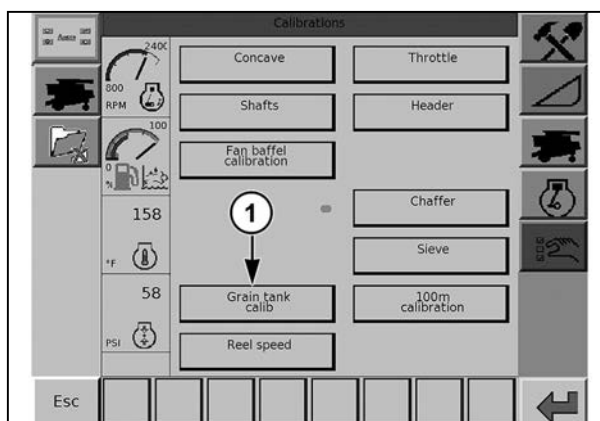 Calibrations
2400
800
RPM
Concave
Throttle
Shafts
Header
100
0
%
Fan baffel
calibration
158
°F
1
Chaffer
Sieve
58
PSI
Grain tank
calib
100m
calibration
Reel speed
Esc